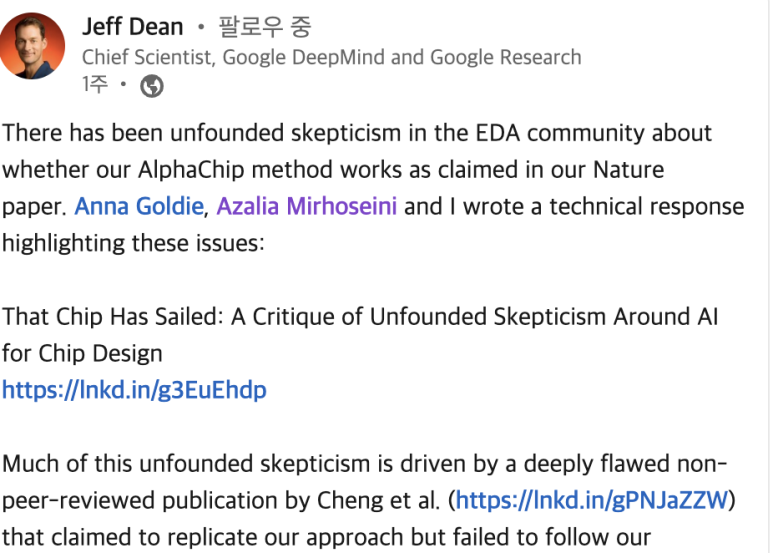 Jeff Dean • 팔로우 중
Chief Scientist, Google DeepMind and Google Research
1주 •
There has been unfounded skepticism in the EDA community about
whether our AlphaChip method works as claimed in our Nature
paper. Anna Goldie, Azalia Mirhoseini and I wrote a technical response
highlighting these issues:
That Chip Has Sailed: A Critique of Unfounded Skepticism Around AI
for Chip Design
https://lnkd.in/g3EuEhdp
Much of this unfounded skepticism is driven by a deeply flawed non-
peer-reviewed publication by Cheng et al. (https://lnkd.in/gPNJaZZW)
that claimed to replicate our approach but failed to follow our